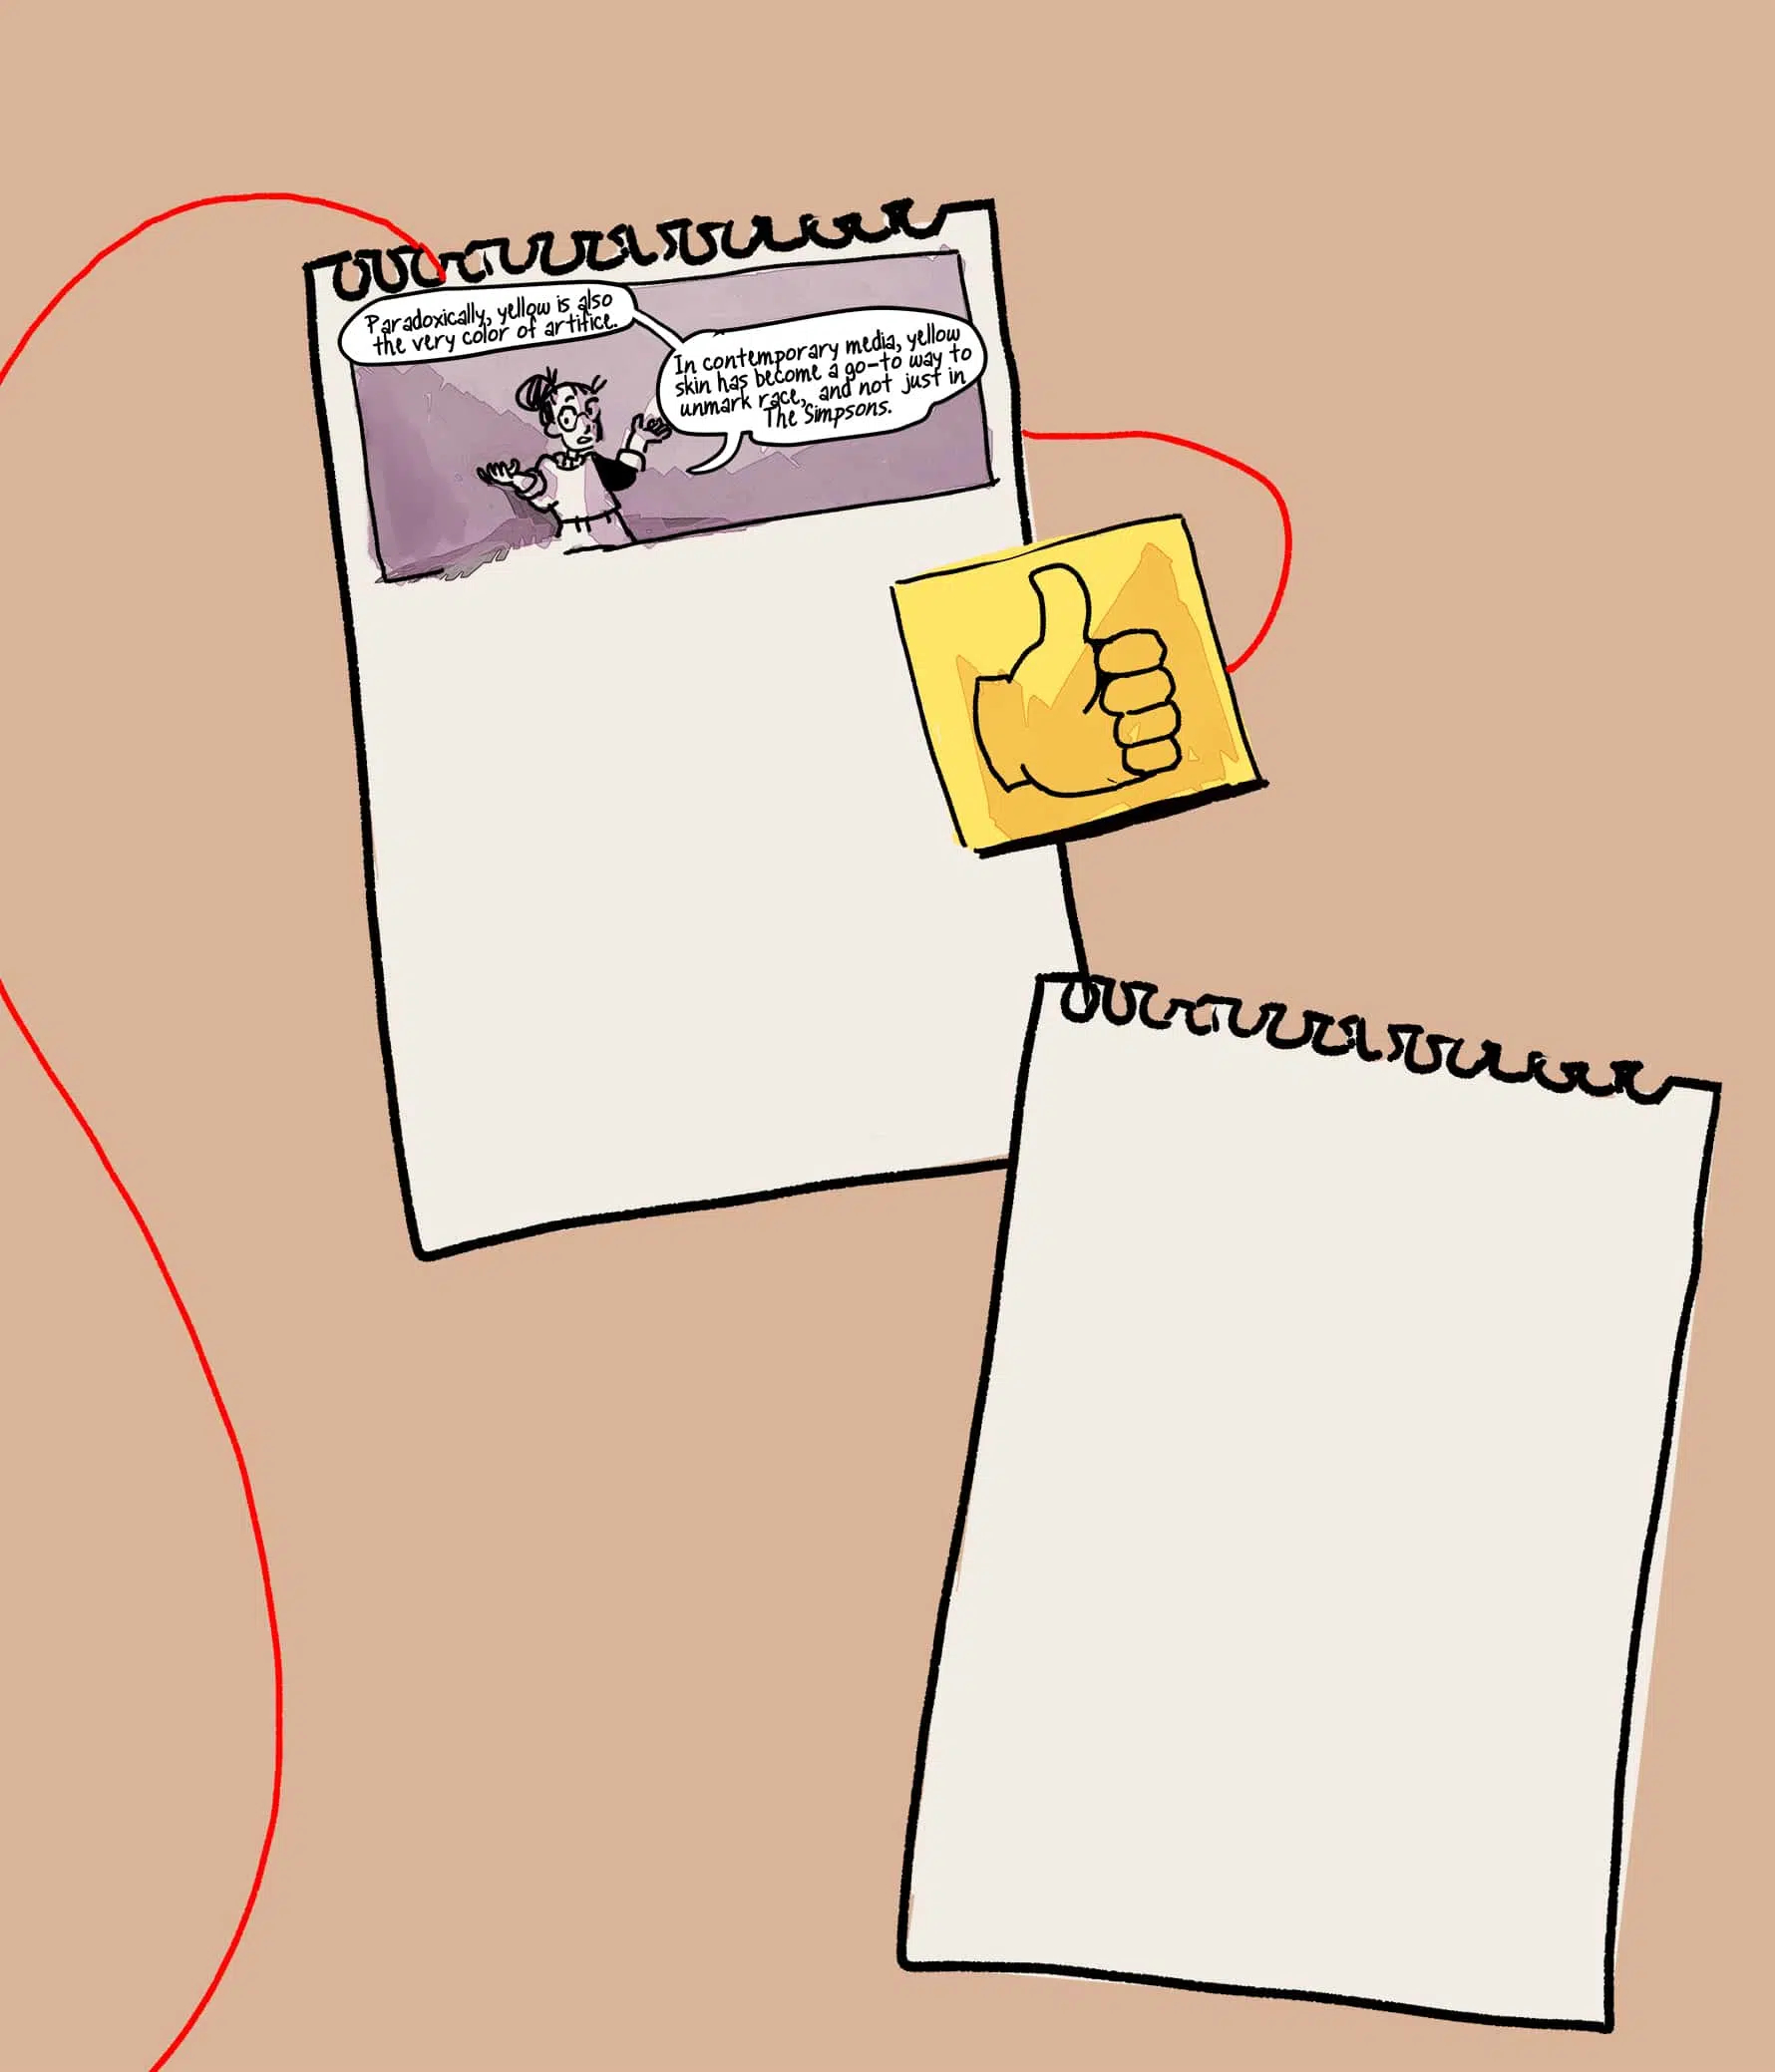 Paradoxically, yellow is also
the very color of artifice.
In contemporary media, yellow
skin has become a go-to way to
unmark race, and not just in
The Simpsons.